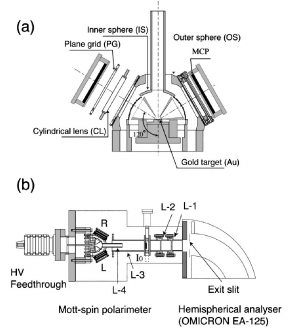 (a)
Inner sphere (IS)
Plane grid (PG)
Outer sphere (OS)
MCP
Cylindrical lens (CL)
120°
Gold target (Au)
(b)
L-2
L-1
R
I0
L
L-3
HV
Feedthrough
L-4
Exit slit
Mott-spin polarimeter
Hemispherical analyser
(OMICRON EA-125)